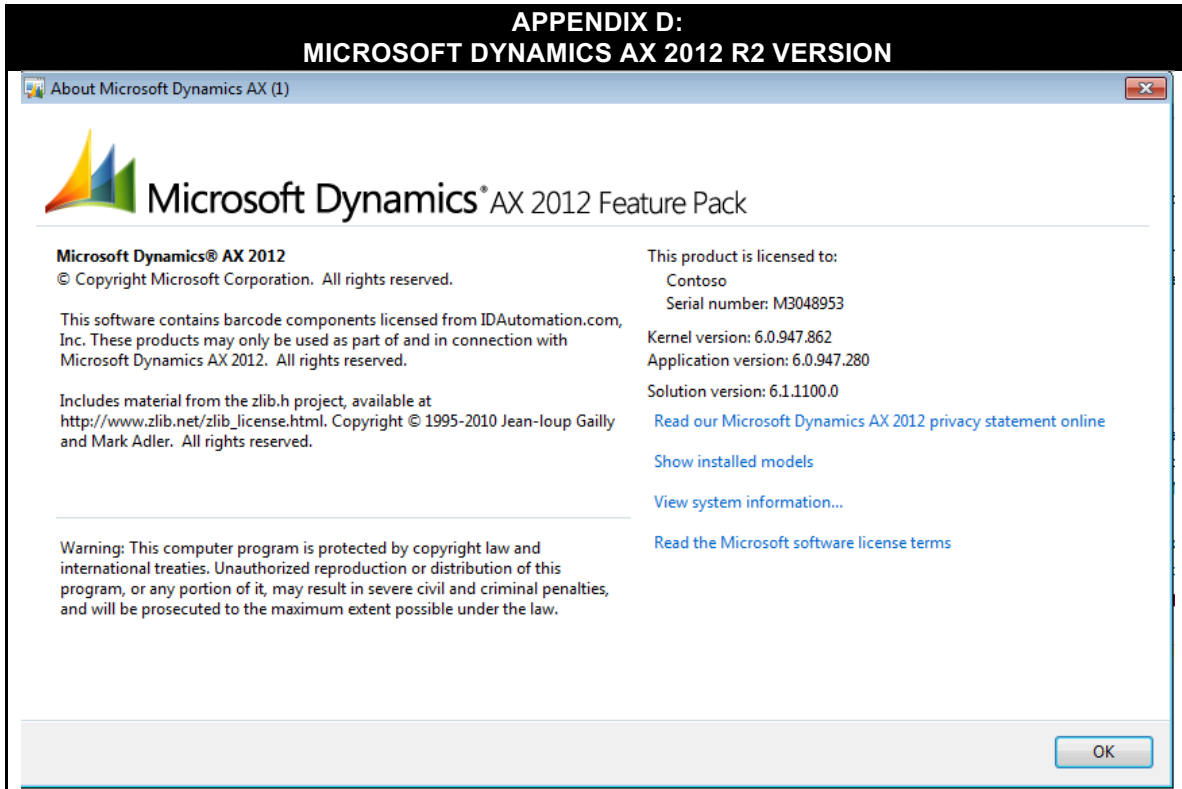 APPENDIX D:
MICROSOFT DYNAMICS AX 2012 R2 VERSION
About Microsoft Dynamics AX (1)
Microsoft Dynamics® AX 2012 Feature Pack
Microsoft Dynamics® AX 2012
© Copyright Microsoft Corporation. All rights reserved.
This software contains barcode components licensed from IDAutomation.com,
Inc. These products may only be used as part of and in connection with
Microsoft Dynamics AX 2012. All rights reserved.
Includes material from the zlib.h project, available at
http://www.zlib.net/zlib_license.html. Copyright © 1995-2010 Jean-loup Gailly
and Mark Adler. All rights reserved.
Warning: This computer program is protected by copyright law and
international treaties. Unauthorized reproduction or distribution of this
program, or any portion of it, may result in severe civil and criminal penalties,
and will be prosecuted to the maximum extent possible under the law.
This product is licensed to:
Contoso
Serial number: M3048953
Kernel version: 6.0.947.862
Application version: 6.0.947.280
Solution version: 6.1.1100.0
Read our Microsoft Dynamics AX 2012 privacy statement online
Show installed models
View system information...
Read the Microsoft software license terms
OK